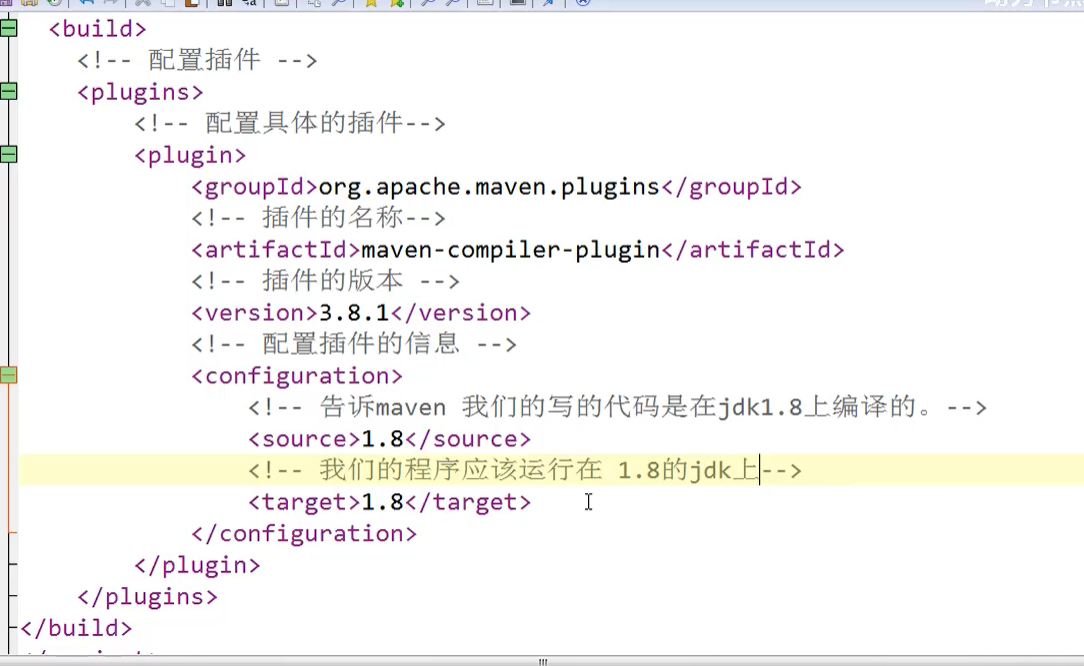 <build>
<!-- 配置插件 -->
<plugins>
<!-- 配置具体的插件-->
<plugin>
<groupId>org.apache.maven.plugins</groupId>
<!-- 插件的名称-->
<artifactId>maven-compiler-plugin</artifactId>
<!-- 插件的版本 -->
<version>3.8.1</version>
<!-- 配置插件的信息 -->
<configuration>
<!-- 告诉maven 我们的写的代码是在jdk1.8上编译的。-->
<source>1.8</source>
<!-- 我们的程序应该运行在 1.8的jdk上-->
<target>1.8</target>
</configuration>
</plugin>
</plugins>
</build>